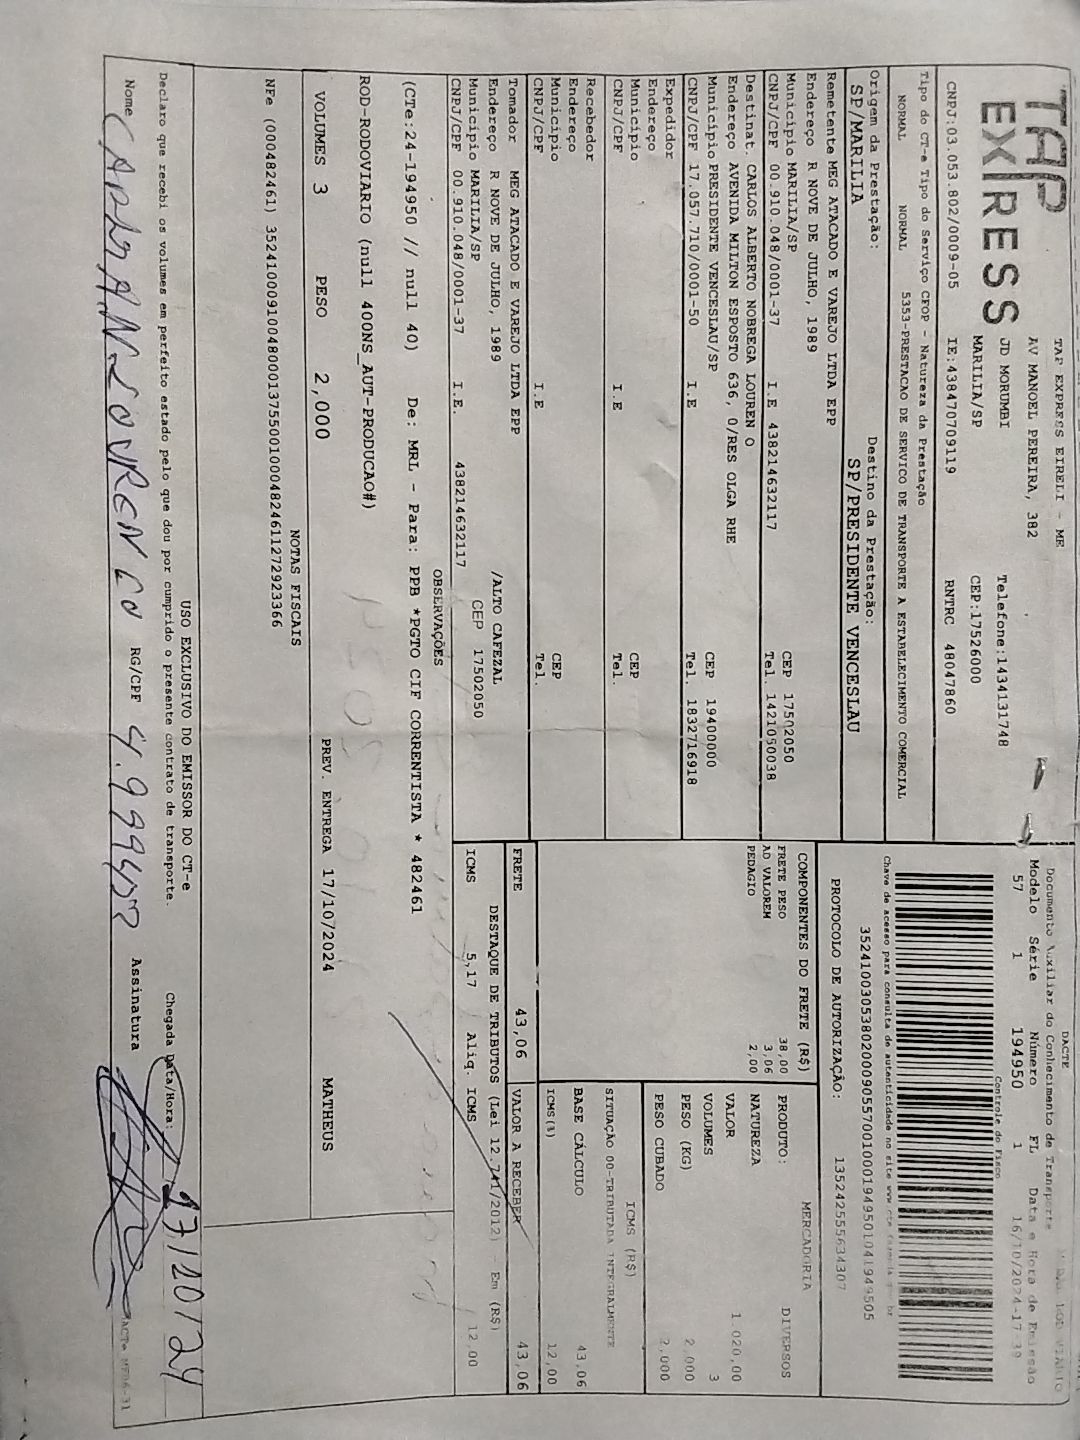 TAP
EXPRESS
TAP EXPRESS EIRELI - ME
AV MANOEL PEREIRA, 382
JD MORUMBI Telefone:1434131748
MARILIA/SP CEP:17526000
CNPJ:03.053.802/0009-05 IE:438470709119 RNTRC 48047860
Tipo do CT-e Tipo do Serviço CFOP - Natureza da Prestação
NORMAL NORMAL 5353-PRESTACAO DE SERVICO DE TRANSPORTE A ESTABELECIMENTO COMERCIAL
Origem da Prestação: Destino da Prestação:
SP/MARILIA SP/PRESIDENTE VENCESLAU
Remetente MEG ATACADO E VAREJO LTDA EPP
Endereço R NOVE DE JULHO, 1989
Município MARILIA/SP CEP 17502050
CNPJ/CPF 00.910.048/0001-37 I.E 438214632117 Tel. 1421050038
Destinat. CARLOS ALBERTO NOBREGA LOUREN O
Endereço AVENIDA MILTON ESPOSTO 636, 0/RES OLGA RHE
Município PRESIDENTE VENCESLAU/SP CEP 19400000
CNPJ/CPF 17.057.710/0001-50 I.E Tel. 1832716918
Expedidor
Endereço
Município CEP
CNPJ/CPF I.E Tel.
Recebedor
Endereço
Município CEP
CNPJ/CPF I.E Tel.
Tomador MEG ATACADO E VAREJO LTDA EPP
Endereço R NOVE DE JULHO, 1989 /ALTO CAFEZAL
Município MARILIA/SP CEP 17502050
CNPJ/CPF 00.910.048/0001-37 I.E. 438214632117
DACTE
Documento Auxiliar do Conhecimento de Transporte
Modelo Série Número FL Data e Hora de Emissão
57 1 194950 1 16/10/2024-17:39
Controle do Fisco
Chave de acesso para consulta de autenticidade no site www.cte.fazenda.gov.br
PROTOCOLO DE AUTORIZAÇÃO:
COMPONENTES DO FRETE (R$)
FRETE PESO 38,00
AD VALOREM 3,06
PEDAGIO 2,00
PRODUTO: MERCADORIA
NATUREZA DIVERSOS
VALOR 1.020,00
VOLUMES 3
PESO (KG) 2,000
PESO CUBADO 2,000
ICMS (R$)
SITUAÇÃO 00-TRIBUTADA INTEGRALMENTE
BASE CÁLCULO 43,06
ICMS(%) 12,00
FRETE 43,06 VALOR A RECEBER 43,06
DESTAQUE DE TRIBUTOS (Lei 12.741/2012) Em (R$)
ICMS 5,17 Aliq. ICMS 12,00
OBSERVAÇÕES
(CTe:24-194950 // null 40) De: MRL - Para: PPB *PGTO CIF CORRENTISTA * 482461
ROD-RODOVIARIO (null 400NS_AUT-PRODUCAO#)
VOLUMES 3 PESO 2,000 PREV. ENTREGA 17/10/2024 MATHEUS
NOTAS FISCAIS
NFe (000482461) 35241000910048000137550010004824611272923366
USO EXCLUSIVO DO EMISSOR DO CT-e
Declaro que recebi os volumes em perfeito estado pelo que dou por cumprido o presente contrato de transporte. Chegada Data/Hora: 17/10/24
Nome LOURENCO RG/CPF Assinatura